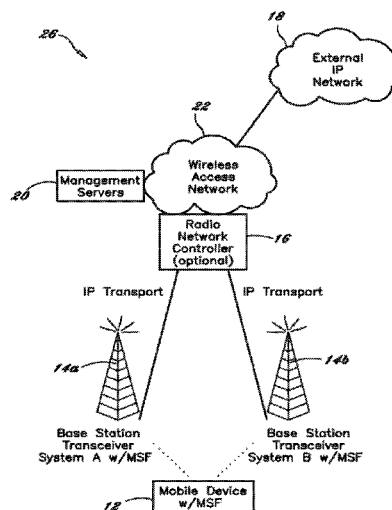 26
18
External
IP
Network
22
Wireless
Access
Network
20
Management
Servers
Radio
Network
Controller
(optional)
16
IP Transport
IP Transport
14a
14b
Base Station
Transceiver
System A w/MSF
Base Station
Transceiver
System B w/MSF
12
Mobile Device
w/MSF